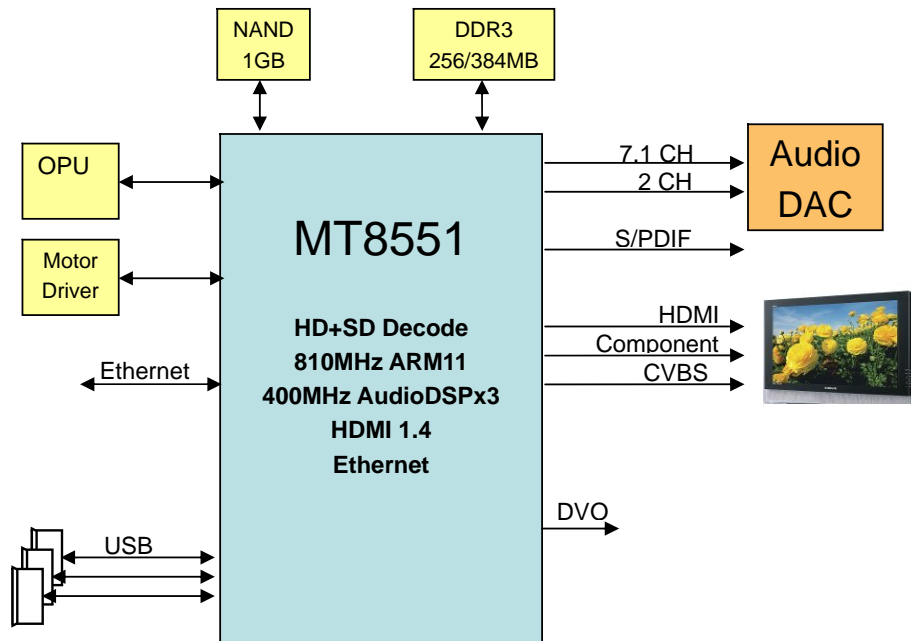 NAND
1GB
DDR3
256/384MB
OPU
Motor
Driver
Ethernet
USB
MT8551
HD+SD Decode
810MHz ARM11
400MHz AudioDSPx3
HDMI 1.4
Ethernet
7.1 CH
2 CH
S/PDIF
HDMI
Component
CVBS
DVO
Audio
DAC